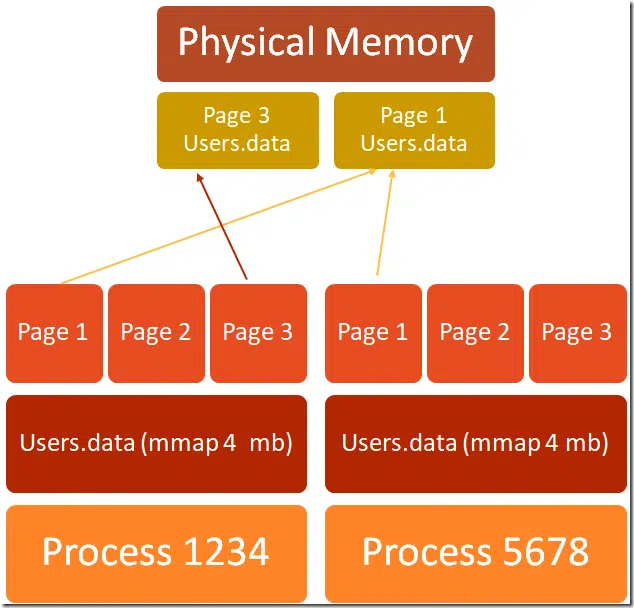 Physical Memory
Page 3
Users.data
Page 1
Users.data
Page 1
Page 2
Page 3
Page 1
Page 2
Page 3
Users.data (mmap 4  mb)
Users.data (mmap 4 mb)
Process 1234
Process 5678